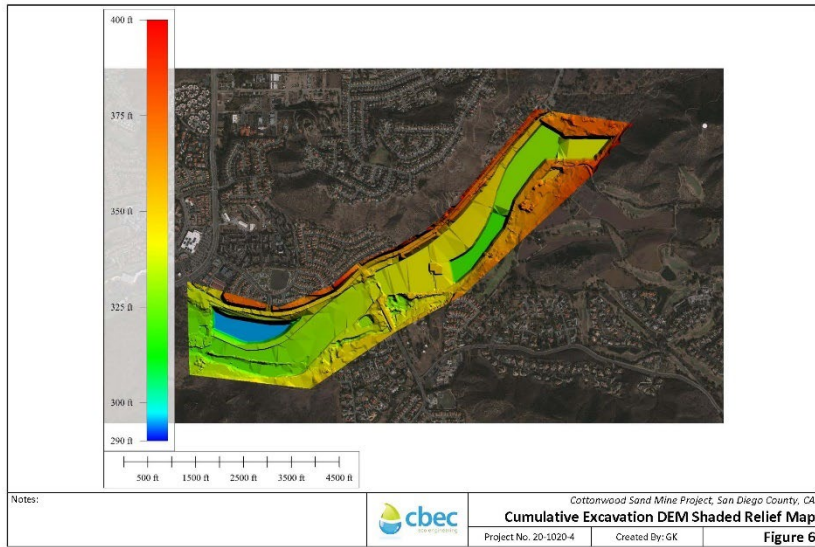 400 ft
375 ft
350 ft
325 ft
300 ft
290 ft
500 ft 1500 ft 2500 ft 3500 ft 4500 ft
Notes:
cbec
eco engineering
Cottonwood Sand Mine Project, San Diego County, CA
Cumulative Excavation DEM Shaded Relief Map
Project No. 20-1020-4 Created By: GK Figure 6